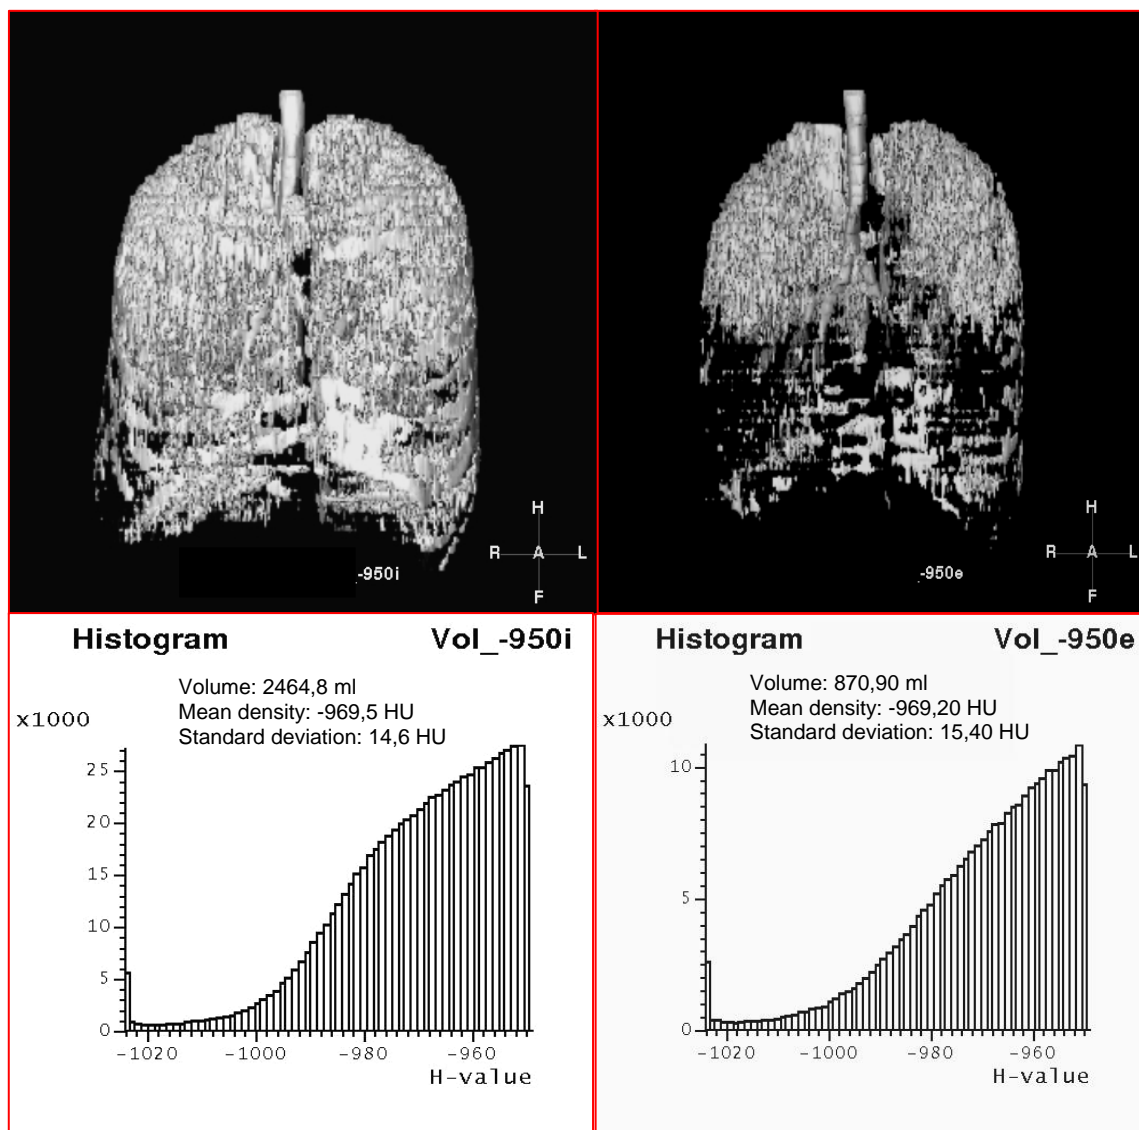 H
R A L
F
_-950i
H
R A L
F
_-950e
Histogram Vol_-950i
Volume: 2464,8 ml
Mean density: -969,5 HU
Standard deviation: 14,6 HU
x1000
25
20
15
10
5
0
-1020 -1000 -980 -960
H-value
Histogram Vol_-950e
Volume: 870,90 ml
Mean density: -969,20 HU
Standard deviation: 15,40 HU
x1000
10
5
0
-1020 -1000 -980 -960
H-value